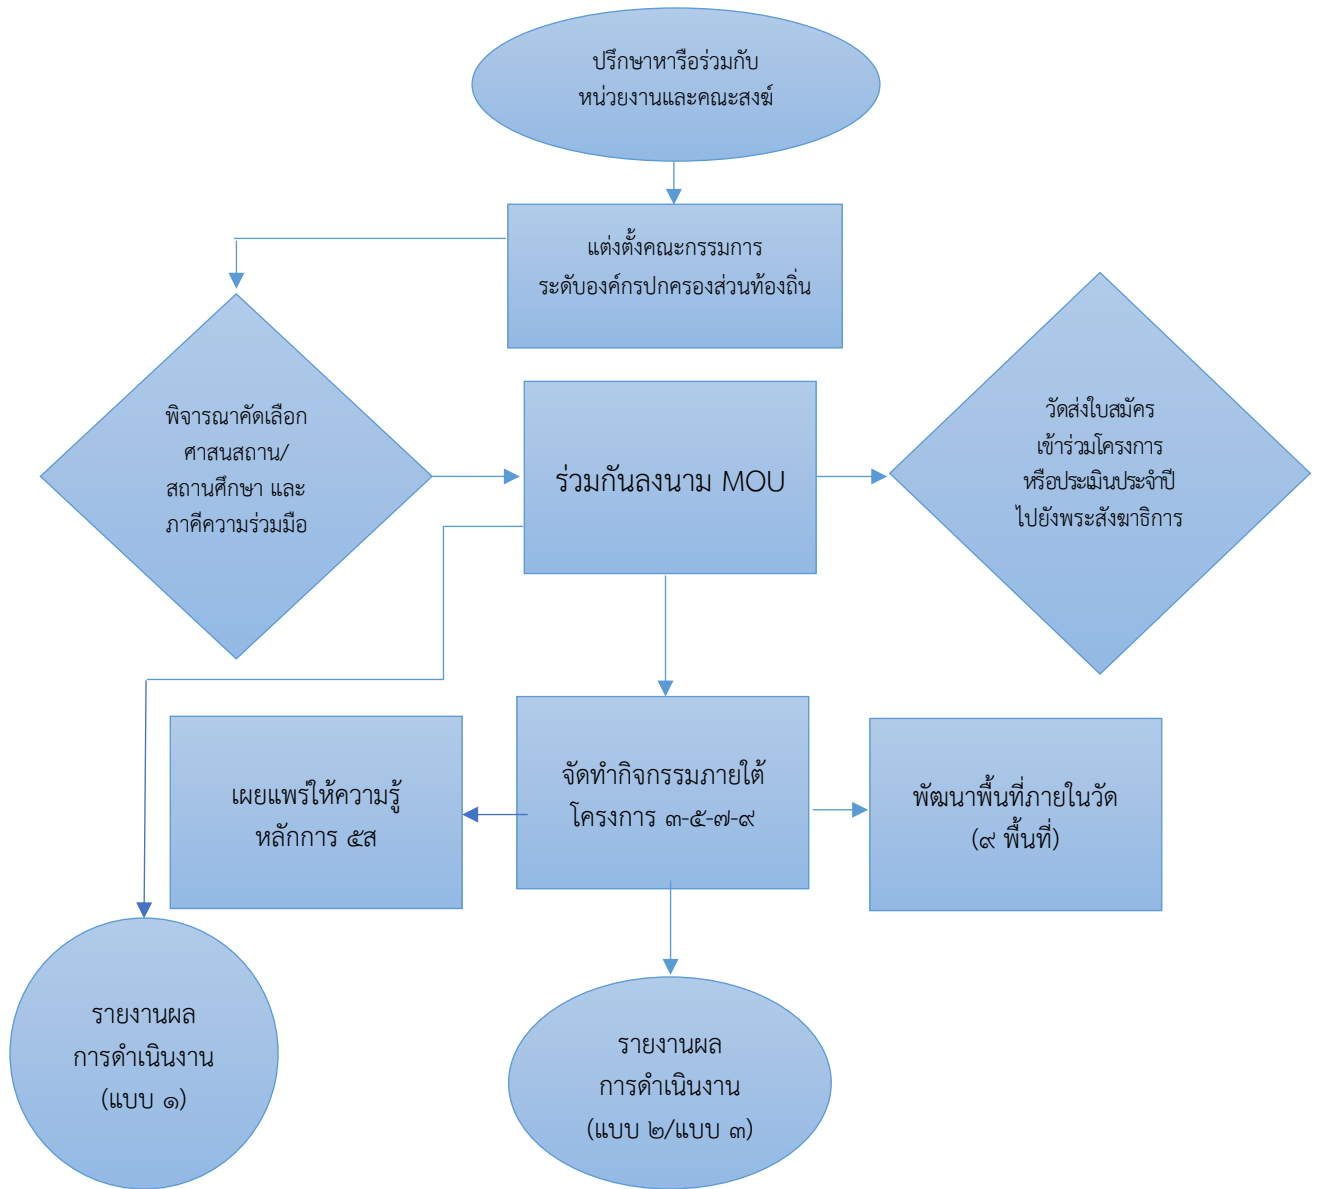 ปรึกษาหารือร่วมกับ
หน่วยงานและคณะสงฆ์
แต่งตั้งคณะกรรมการ
ระดับองค์กรปกครองส่วนท้องถิ่น
พิจารณาคัดเลือก
ศาสนสถาน/
สถานศึกษา และ
ภาคีความร่วมมือ
ร่วมกันลงนาม MOU
วัดส่งใบสมัคร
เข้าร่วมโครงการ
หรือประเมินประจำปี
ไปยังพระสังฆาธิการ
เผยแพร่ให้ความรู้
หลักการ ๕ส
จัดทำกิจกรรมภายใต้
โครงการ ๓-๕-๗-๙
พัฒนาพื้นที่ภายในวัด
(๙ พื้นที่)
รายงานผล
การดำเนินงาน
(แบบ ๑)
รายงานผล
การดำเนินงาน
(แบบ ๒/แบบ ๓)